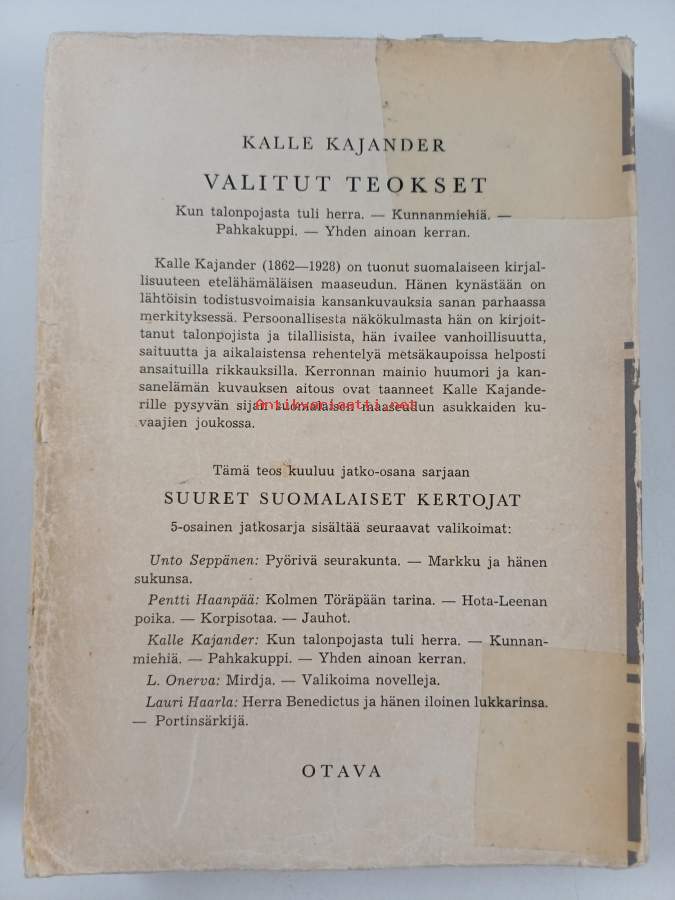 KALLE KAJANDER
VALITUT TEOKSET
Kun talonpojasta tuli herra. — Kunnanmiehiä. —
Pahkakuppi. — Yhden ainoan kerran.
Kalle Kajander (1862—1928) on tuonut suomalaiseen kirjal-
lisuuteen etelähämäläisen maaseudun. Hänen kynästään on
lähtöisin todistusvoimaisia kansankuvauksia sanan parhaassa
merkityksessä. Persoonallisesta näkökulmasta hän on kirjoit-
tanut talonpojista ja tilallisista, hän ivailee vanhoillisuutta,
saituutta ja aikalaistensa rehentelyä metsäkaupoissa helposti
ansaituilla rikkauksilla. Kerronnan mainio huumori ja kan-
sanelämän kuvauksen aitous ovat taanneet Kalle Kajande-
rille pysyvän sijan suomalaisen maaseudun asukkaiden ku-
vaajien joukossa.
Antikvariaatti.net
Tämä teos kuuluu jatko-osana sarjaan
SUURET SUOMALAISET KERTOJAT
5-osainen jatkosarja sisältää seuraavat valikoimat:
Unto Seppänen: Pyörivä seurakunta. — Markku ja hänen
sukunsa.
Pentti Haanpää: Kolmen Töräpään tarina. — Hota-Leenan
poika. — Korpisotaa. — Jauhot.
Kalle Kajander: Kun talonpojasta tuli herra. — Kunnan-
miehiä. — Pahkakuppi. — Yhden ainoan kerran.
L. Onerva: Mirdja. — Valikoima novelleja.
Lauri Haarla: Herra Benedictus ja hänen iloinen lukkarinsa.
— Portinsärkijä.
OTAVA